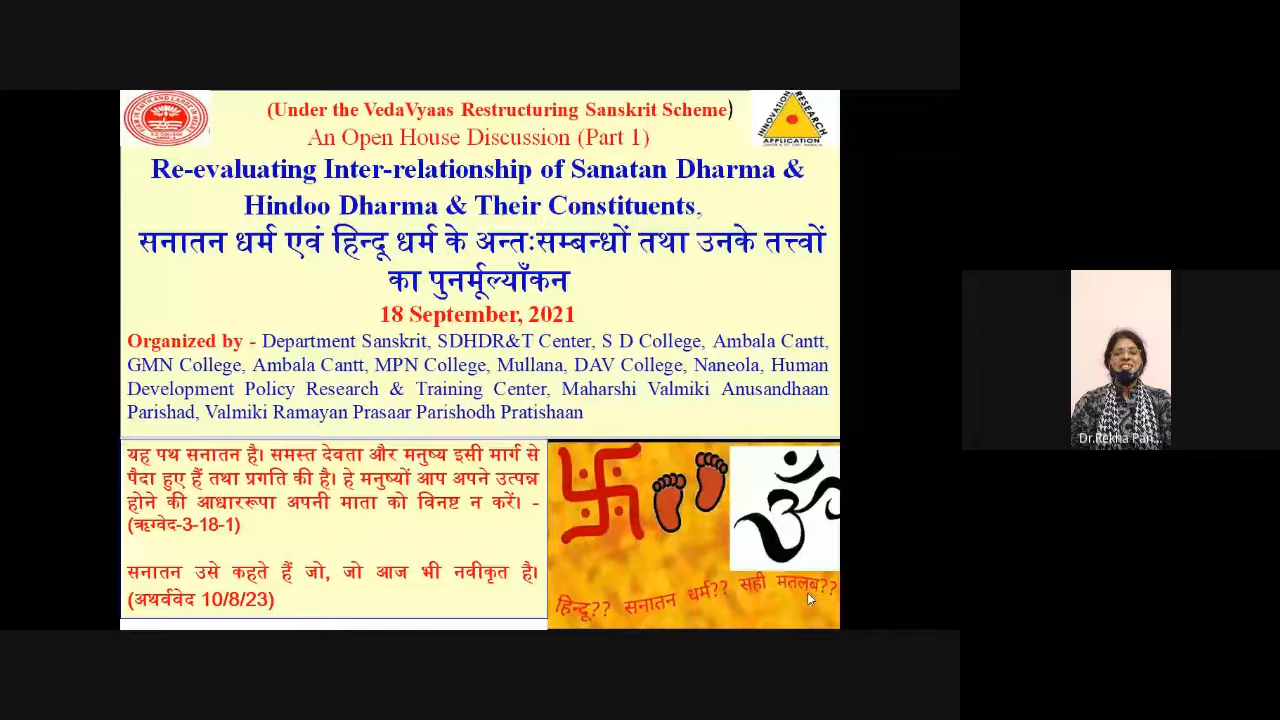 (Under the VedaVyaas Restructuring Sanskrit Scheme)
An Open House Discussion (Part 1)
Re-evaluating Inter-relationship of Sanatan Dharma &
Hindoo Dharma & Their Constituents,
सनातन धर्म एवं हिन्दू धर्म के अन्तःसम्बन्धों तथा उनके तत्त्वों
का पुनर्मूल्याँकन
18 September, 2021
Organized by - Department Sanskrit, SDHDR&T Center, S D College, Ambala Cantt,
GMN College, Ambala Cantt, MPN College, Mullana, DAV College, Naneola, Human
Development Policy Research & Training Center, Maharshi Valmiki Anusandhaan
Parishad, Valmiki Ramayan Prasaar Parishodh Pratishaan
यह पथ सनातन है। समस्त देवता और मनुष्य इसी मार्ग से
पैदा हुए हैं तथा प्रगति की है। हे मनुष्यों आप अपने उत्पन्न
होने की आधाररूपा अपनी माता को विनष्ट न करें। -
(ऋग्वेद-3-18-1)
सनातन उसे कहते हैं जो, जो आज भी नवीकृत है।
(अथर्ववेद 10/8/23)
INNOVATION RESEARCH
APPLICATION
ॐ
हिन्दू?? सनातन धर्म?? सही मतलब??
Dr.Rekha Pan...